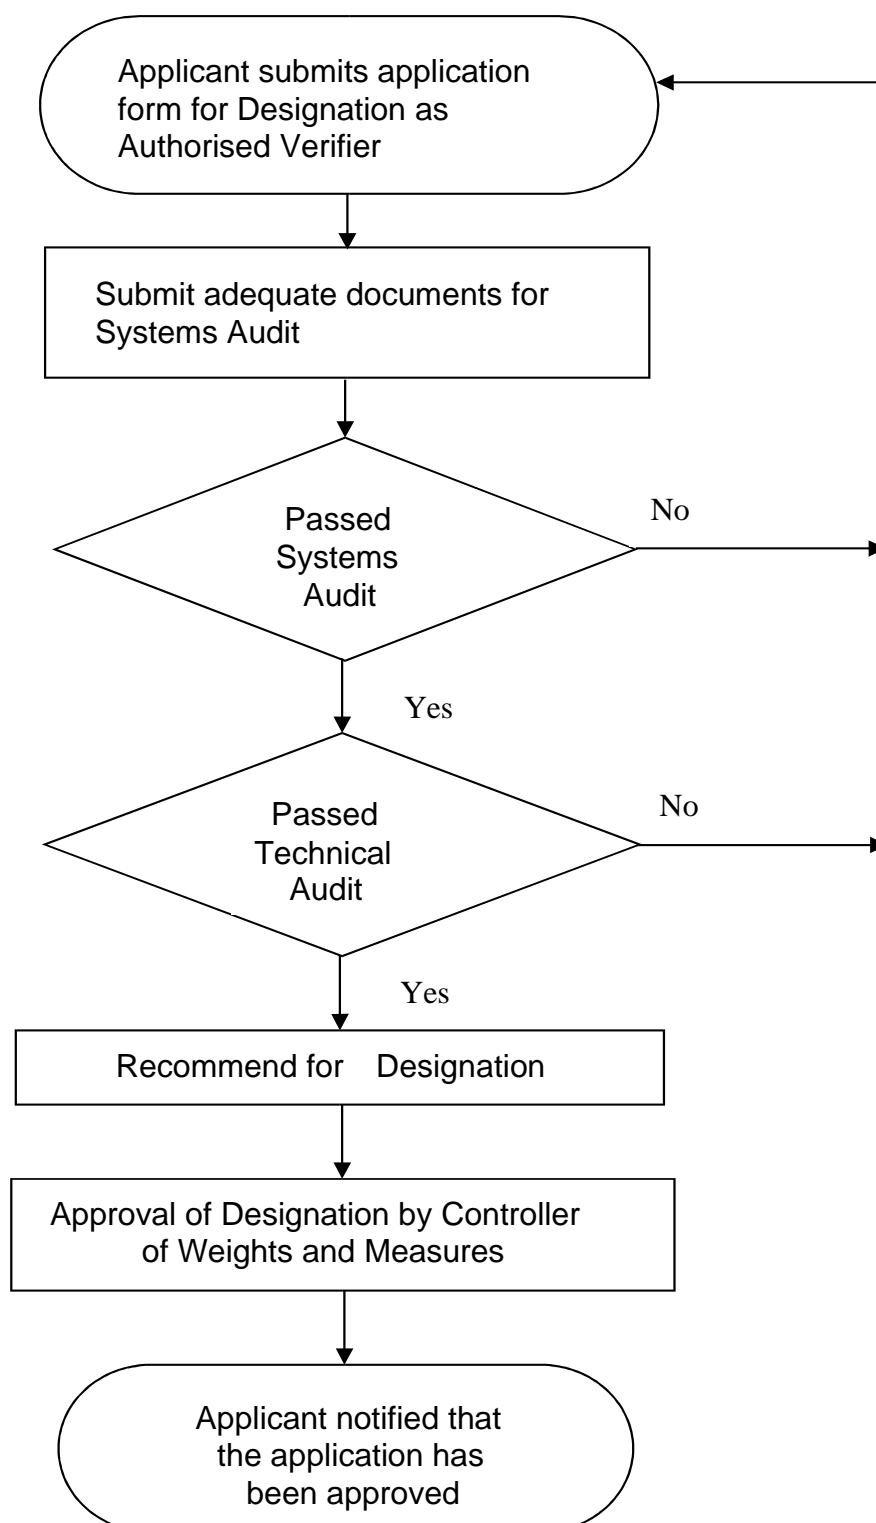 Applicant submits application
form for Designation as
Authorised Verifier
Submit adequate documents for
Systems Audit
Passed
Systems
Audit
No
Yes
Passed
Technical
Audit
No
Yes
Recommend for Designation
Approval of Designation by Controller
of Weights and Measures
Applicant notified that
the application has
been approved